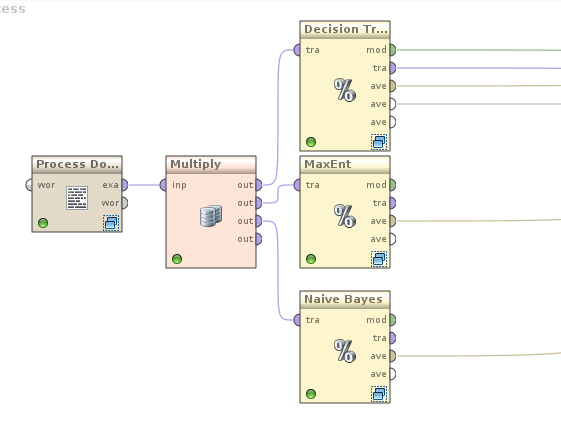 cess
Decision Tr...
tra mod
tra
ave
ave
ave
Process Do...
wor exa
wor
Multiply
inp out
out
out
out
MaxEnt
tra mod
tra
ave
ave
Naive Bayes
tra mod
tra
ave
ave